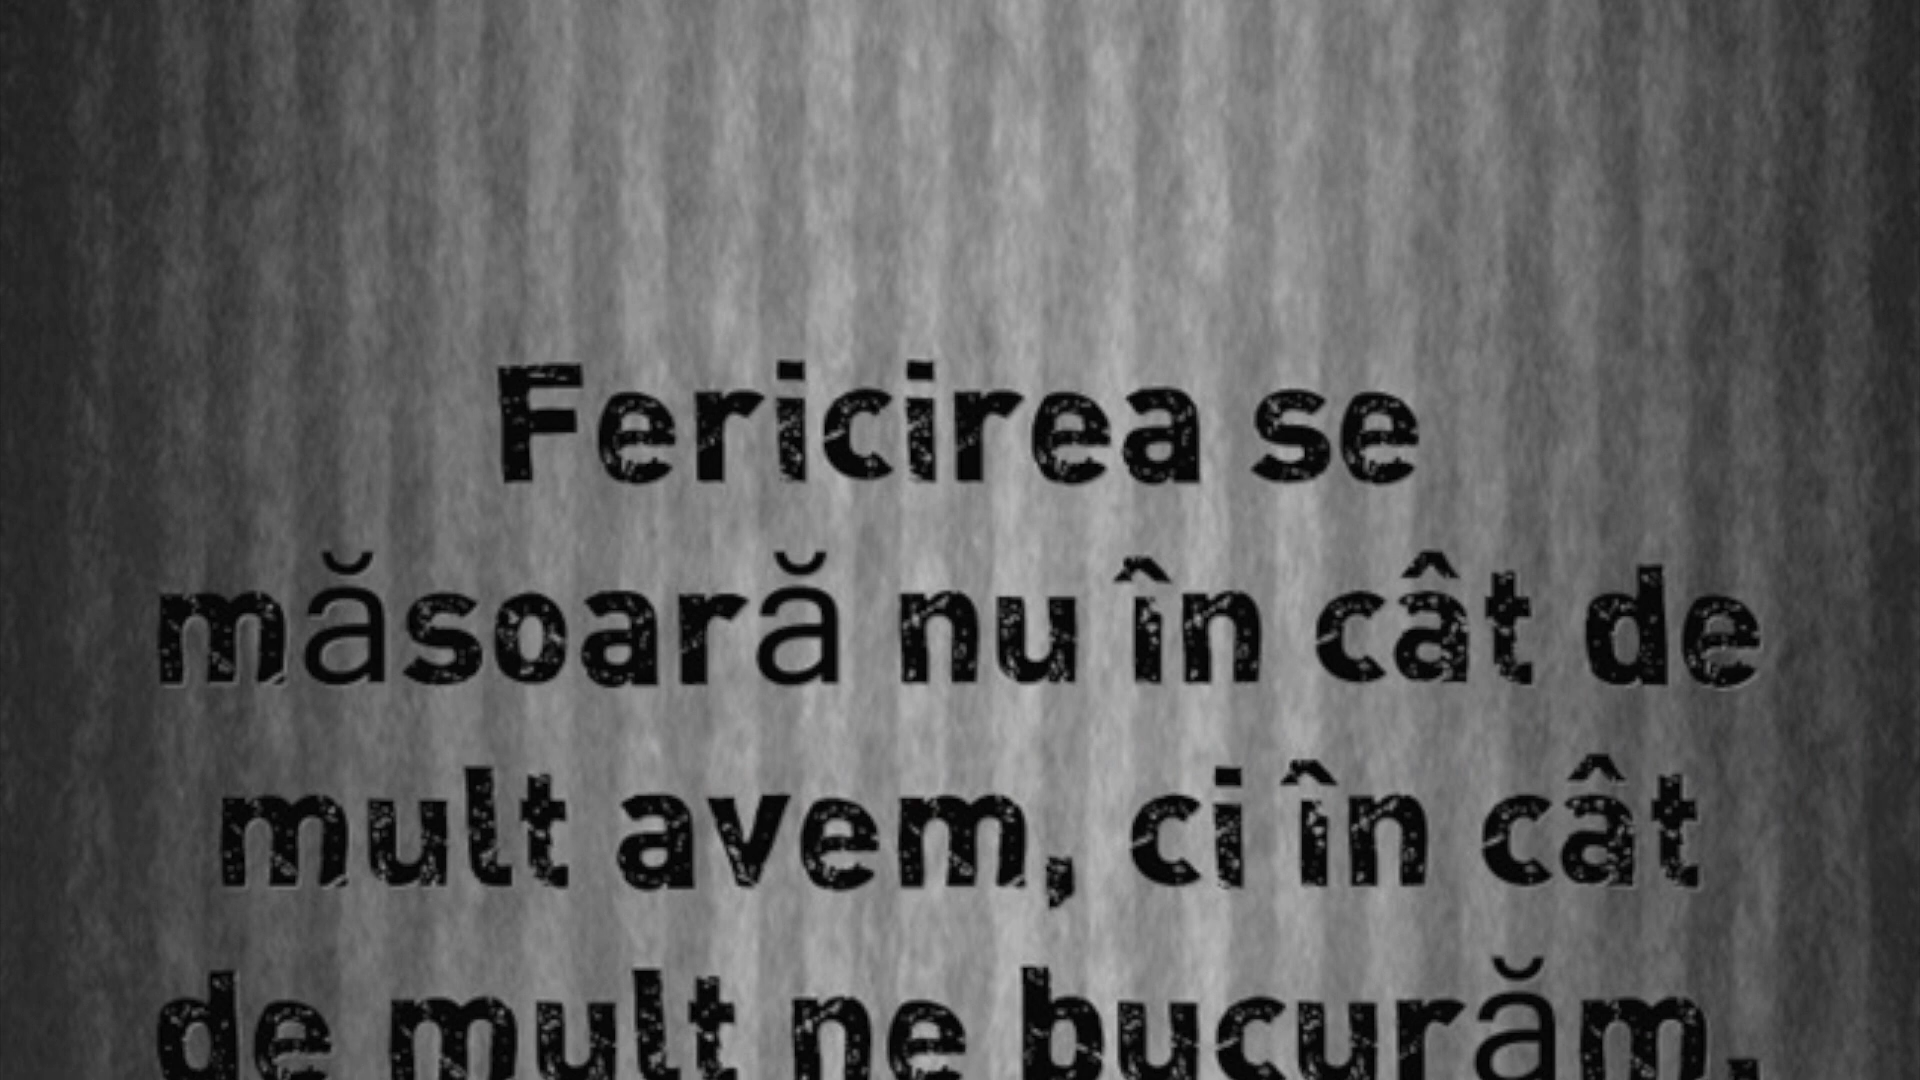 Fericirea se
măsoară nu în cât de
mult avem, ci în cât
de mult ne bucurăm.